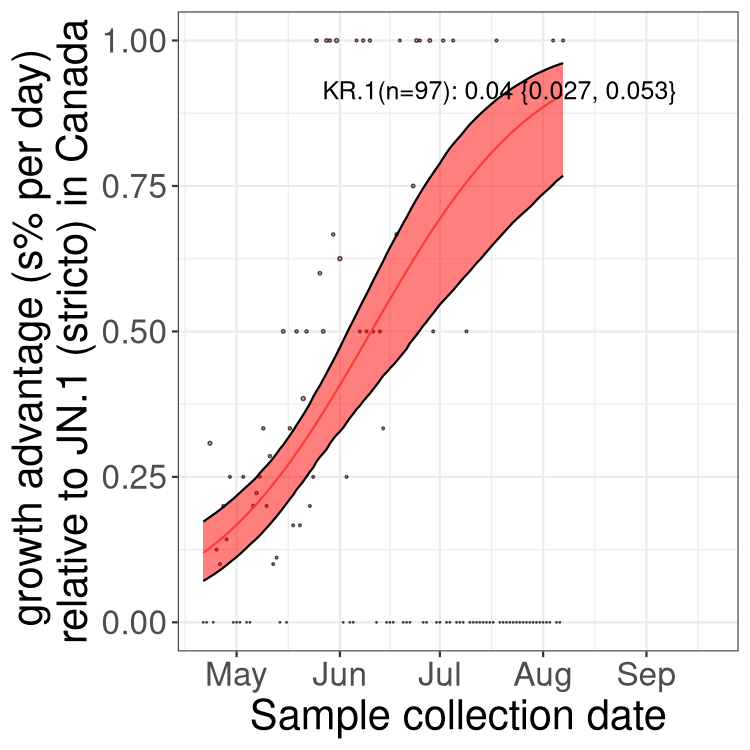 growth advantage (s% per day)
relative to JN.1 (stricto) in Canada
1.00
0.75
0.50
0.25
0.00
KR.1(n=97): 0.04 {0.027, 0.053}
May Jun Jul Aug Sep
Sample collection date